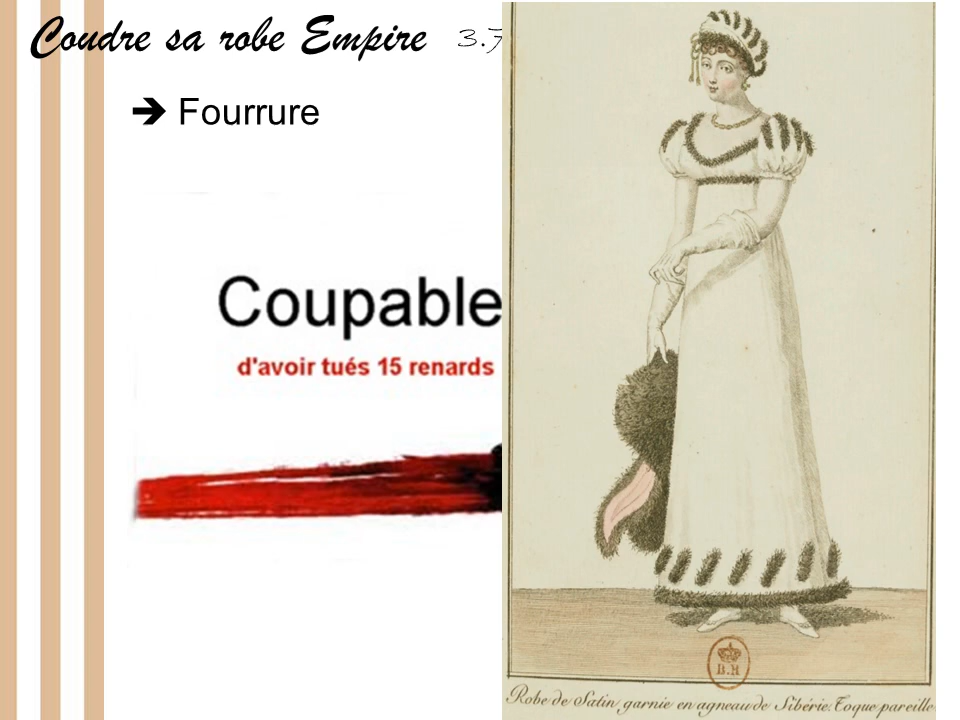 Coudre sa robe Empire 3.7
➔ Fourrure
Coupable
d'avoir tués 15 renards
B.R
Robe de Satin garnie en agneau de Sibérie. Toque pareille